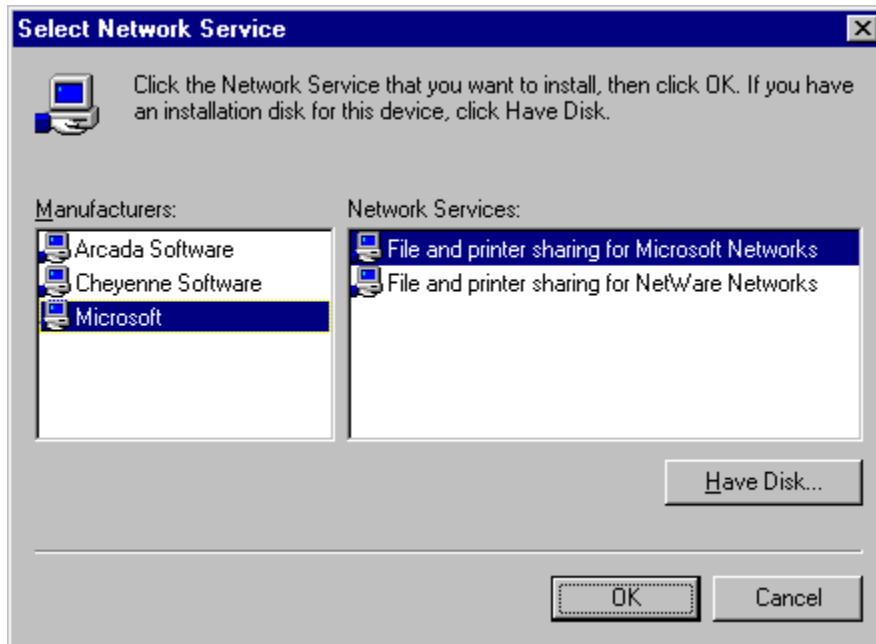 Select Network Service
Click the Network Service that you want to install, then click OK. If you have
an installation disk for this device, click Have Disk.
Manufacturers:
Arcada Software
Cheyenne Software
Microsoft
Network Services:
File and printer sharing for Microsoft Networks
File and printer sharing for NetWare Networks
Have Disk...
OK
Cancel